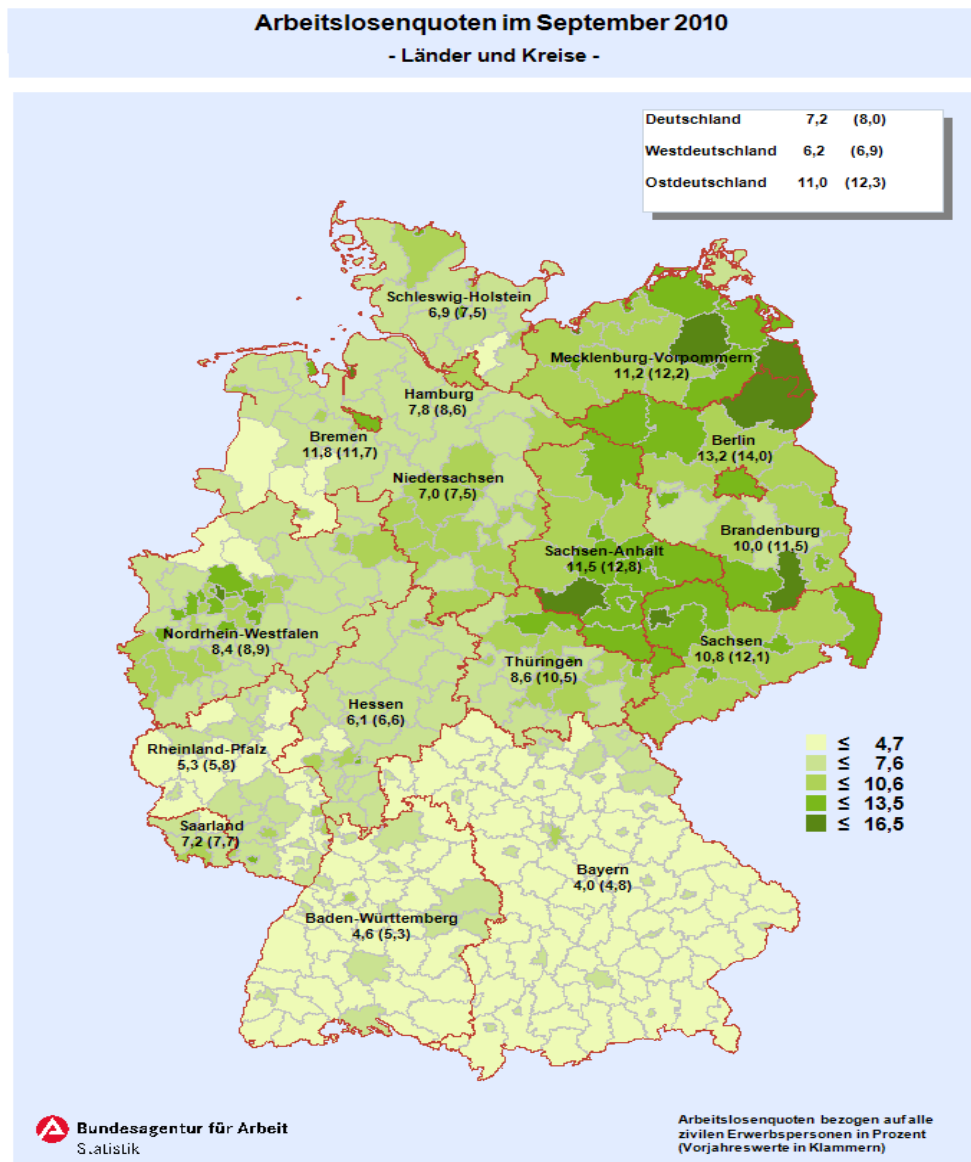 Arbeitslosenquoten im September 2010
- Länder und Kreise -
Deutschland 7,2 (8,0)
Westdeutschland 6,2 (6,9)
Ostdeutschland 11,0 (12,3)
Schleswig-Holstein
6,9 (7,5)
Mecklenburg-Vorpommern
11,2 (12,2)
Hamburg
7,8 (8,6)
Bremen
11,8 (11,7)
Berlin
13,2 (14,0)
Niedersachsen
7,0 (7,5)
Brandenburg
10,0 (11,5)
Sachsen-Anhalt
11,5 (12,8)
Nordrhein-Westfalen
8,4 (8,9)
Sachsen
10,8 (12,1)
Thüringen
8,6 (10,5)
Hessen
6,1 (6,6)
Rheinland-Pfalz
5,3 (5,8)
≤ 4,7
≤ 7,6
≤ 10,6
≤ 13,5
≤ 16,5
Saarland
7,2 (7,7)
Bayern
4,0 (4,8)
Baden-Württemberg
4,6 (5,3)
Bundesagentur für Arbeit
Statistik
Arbeitslosenquoten bezogen auf alle
zivilen Erwerbspersonen in Prozent
(Vorjahreswerte in Klammern)